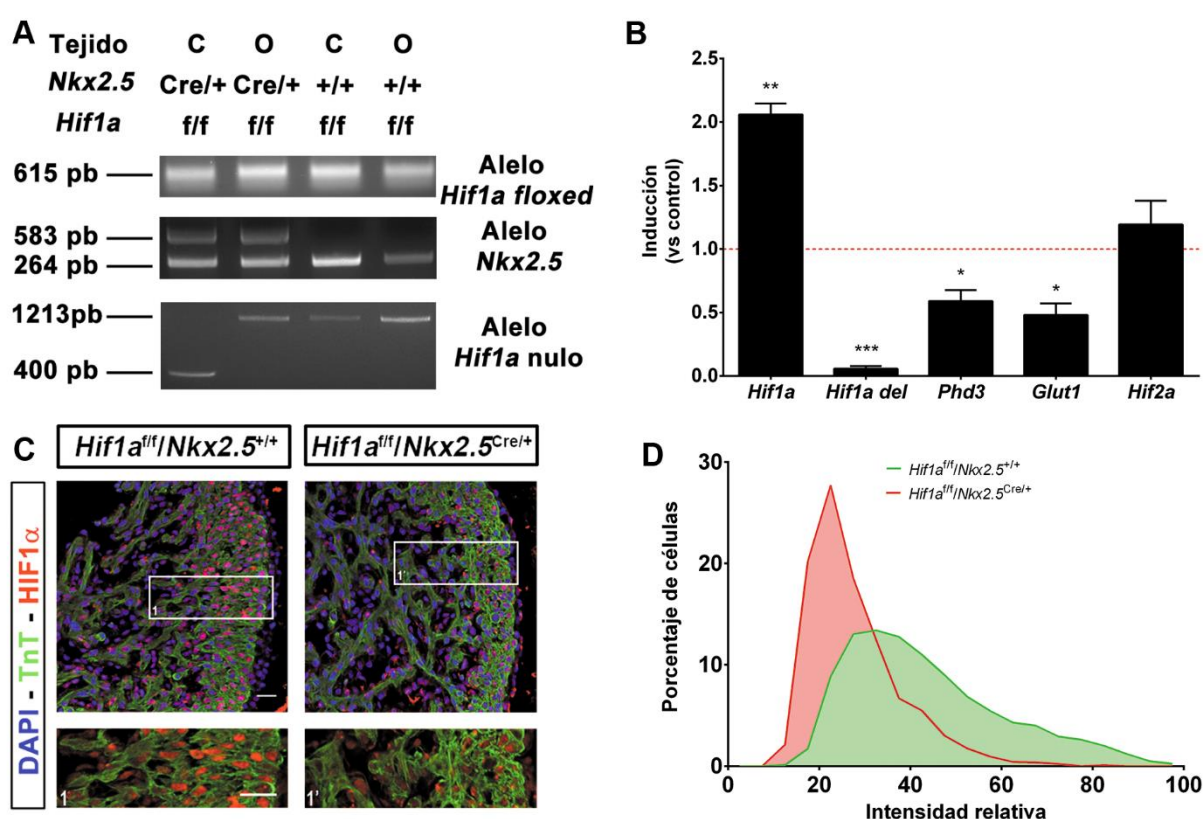 A
Tejido C O C O
Nkx2.5 Cre/+ Cre/+ +/+ +/+
Hif1a f/f f/f f/f f/f
615 pb
Alelo
Hif1a floxed
583 pb
264 pb
Alelo
Nkx2.5
1213pb
400 pb
Alelo
Hif1a nulo
B
Inducción
(vs control)
2.5
2.0
1.5
1.0
0.5
0.0
**
***
*
*
Hif1a Hif1a del Phd3 Glut1 Hif2a
C
Hif1af/f/Nkx2.5+/+
Hif1af/f/Nkx2.5Cre/+
DAPI - TnT - HIF1α
1
1'
1
1'
D
Hif1af/f/Nkx2.5+/+
Hif1af/f/Nkx2.5Cre/+
Porcentaje de células
30
20
10
0
0 20 40 60 80 100
Intensidad relativa